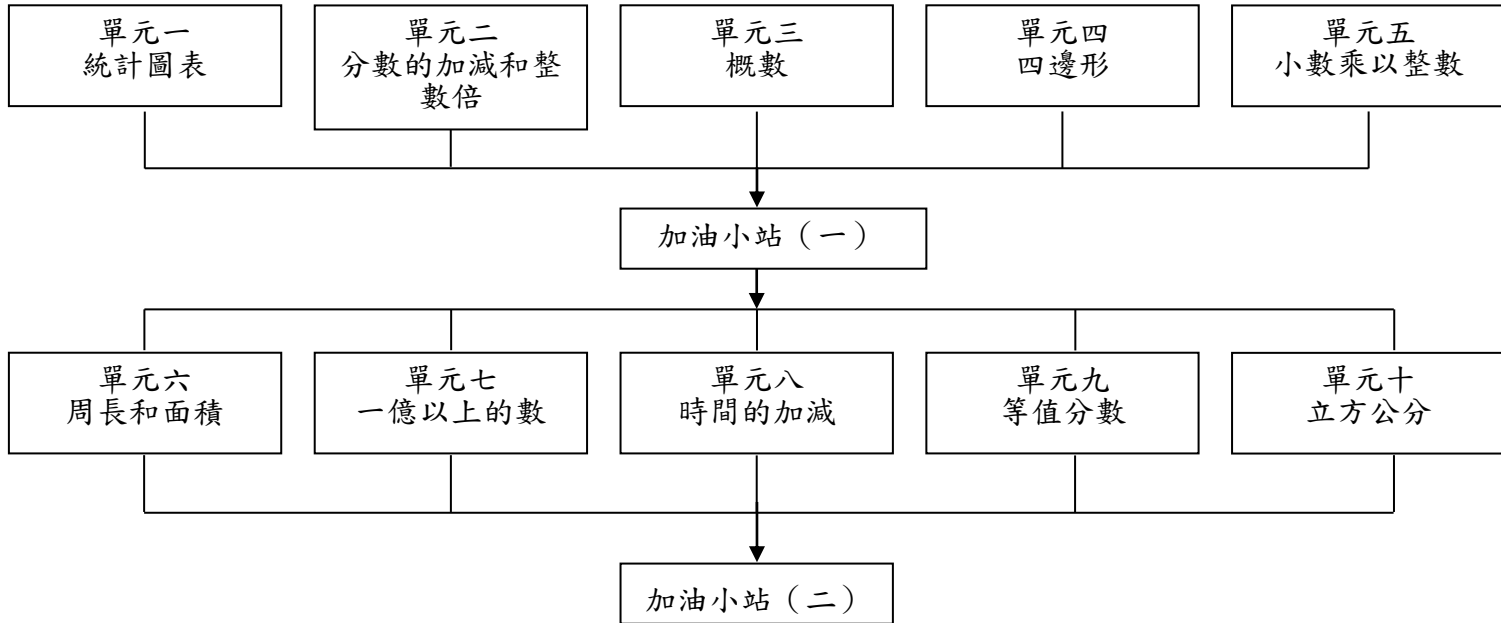 單元一
統計圖表
單元二
分數的加減和整
數倍
單元三
概數
單元四
四邊形
單元五
小數乘以整數
加油小站（一）
單元六
周長和面積
單元七
一億以上的數
單元八
時間的加減
單元九
等值分數
單元十
立方公分
加油小站（二）